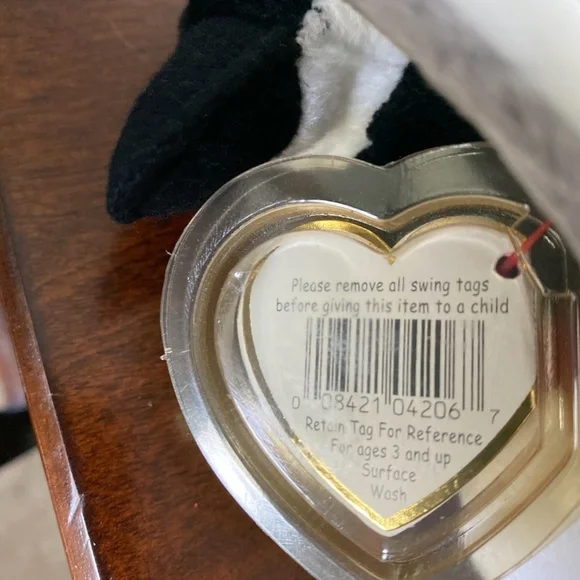 Please remove all swing tags
before giving this item to a child
0 08421 04206 7
Retain Tag For Reference
For ages 3 and up
Surface
Wash